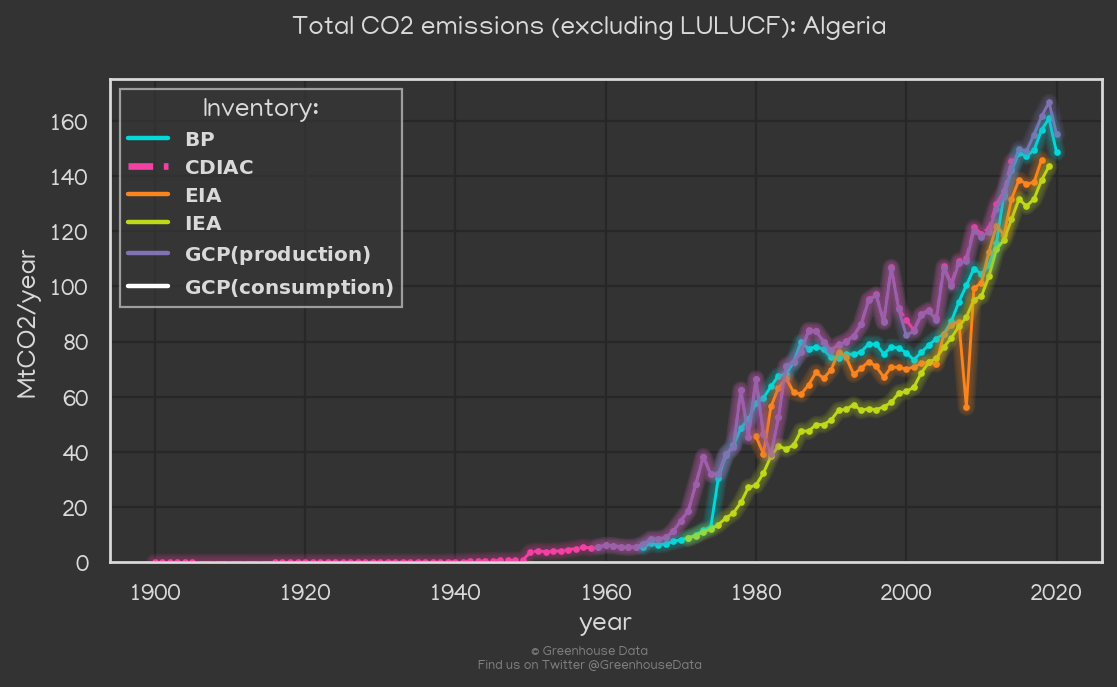 Total CO2 emissions (excluding LULUCF): Algeria
Inventory:
BP
CDIAC
EIA
IEA
GCP(production)
GCP(consumption)
MtCO2/year
160
140
120
100
80
60
40
20
0
1900 1920 1940 1960 1980 2000 2020
year
© Greenhouse Data
Find us on Twitter @GreenhouseData